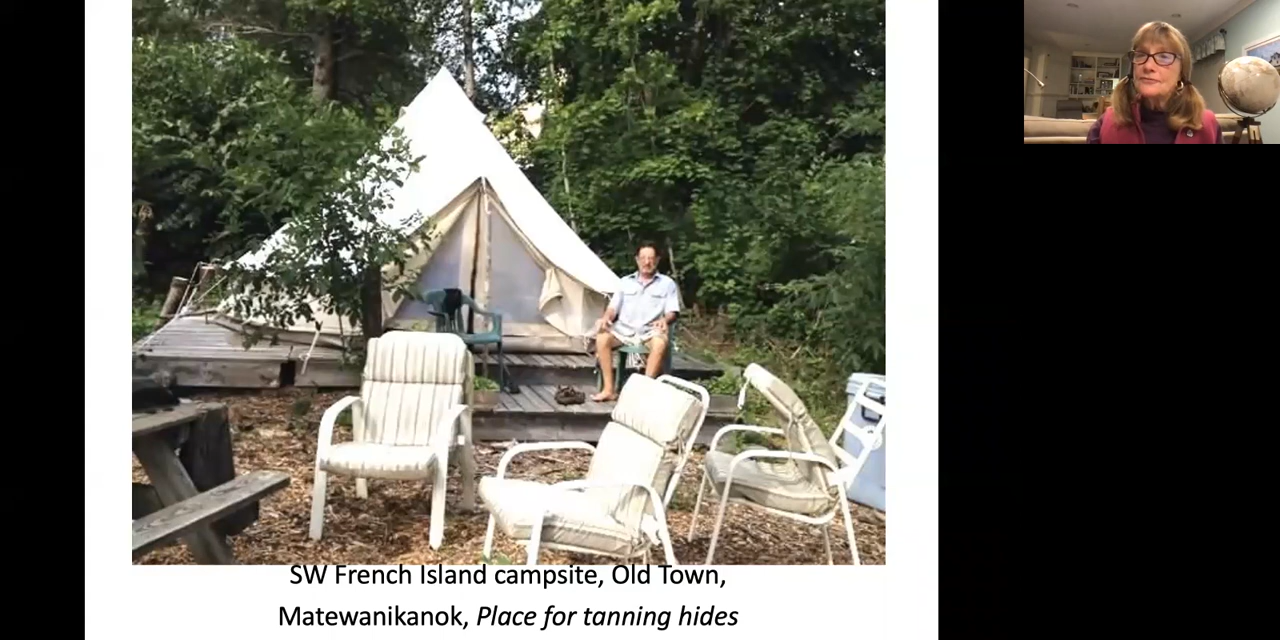 SW French Island campsite, Old Town,
Matewanikanok, Place for tanning hides